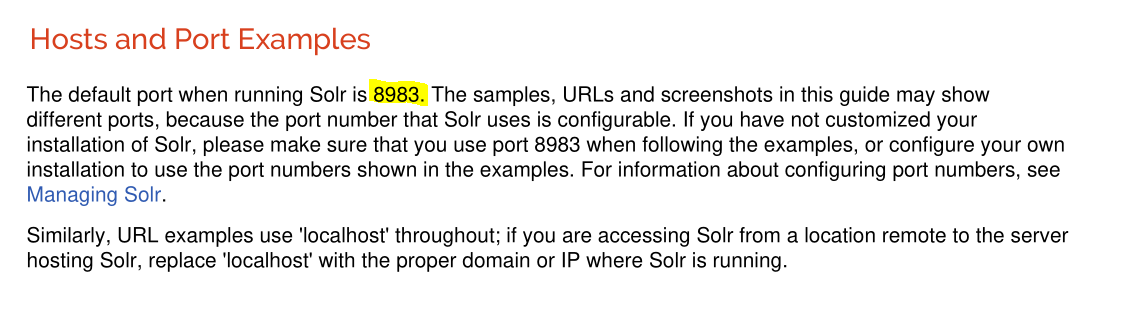 Hosts and Port Examples
The default port when running Solr is 8983. The samples, URLs and screenshots in this guide may show
different ports, because the port number that Solr uses is configurable. If you have not customized your
installation of Solr, please make sure that you use port 8983 when following the examples, or configure your own
installation to use the port numbers shown in the examples. For information about configuring port numbers, see
Managing Solr.
Similarly, URL examples use 'localhost' throughout; if you are accessing Solr from a location remote to the server
hosting Solr, replace 'localhost' with the proper domain or IP where Solr is running.